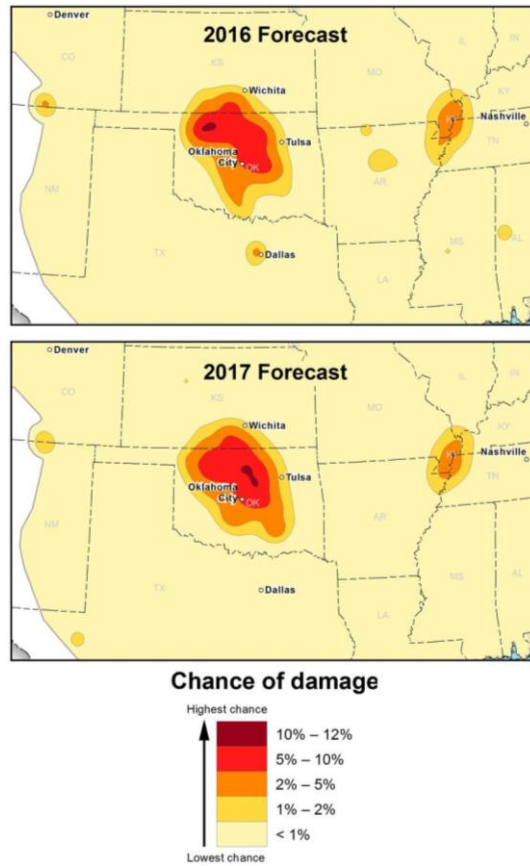 Denver
2016 Forecast
CO
KS
MO
IL
IN
Wichita
KY
Nashville
Tulsa
TN
Oklahoma
City
OK
NM
AR
TX
Dallas
MS
AL
LA
Denver
2017 Forecast
CO
KS
MO
IL
IN
Wichita
KY
Nashville
Tulsa
TN
Oklahoma
City
OK
NM
AR
TX
Dallas
MS
AL
LA
Chance of damage
Highest chance
10% – 12%
5% – 10%
2% – 5%
1% – 2%
< 1%
Lowest chance